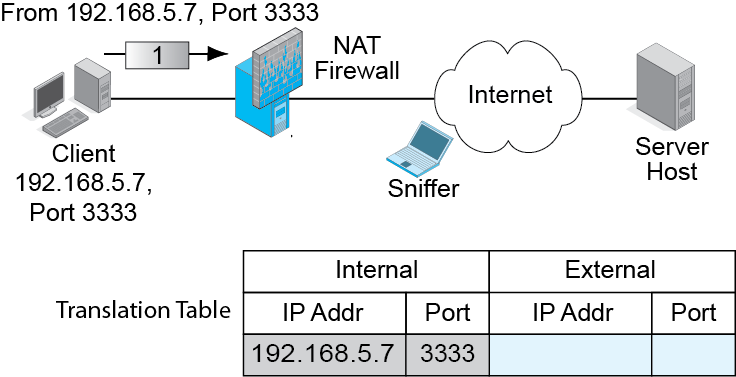 From 192.168.5.7, Port 3333
1
NAT
Firewall
Internet
Client
192.168.5.7,
Port 3333
Sniffer
Server
Host
Translation Table
Internal External
IP Addr Port IP Addr Port
192.168.5.7 3333